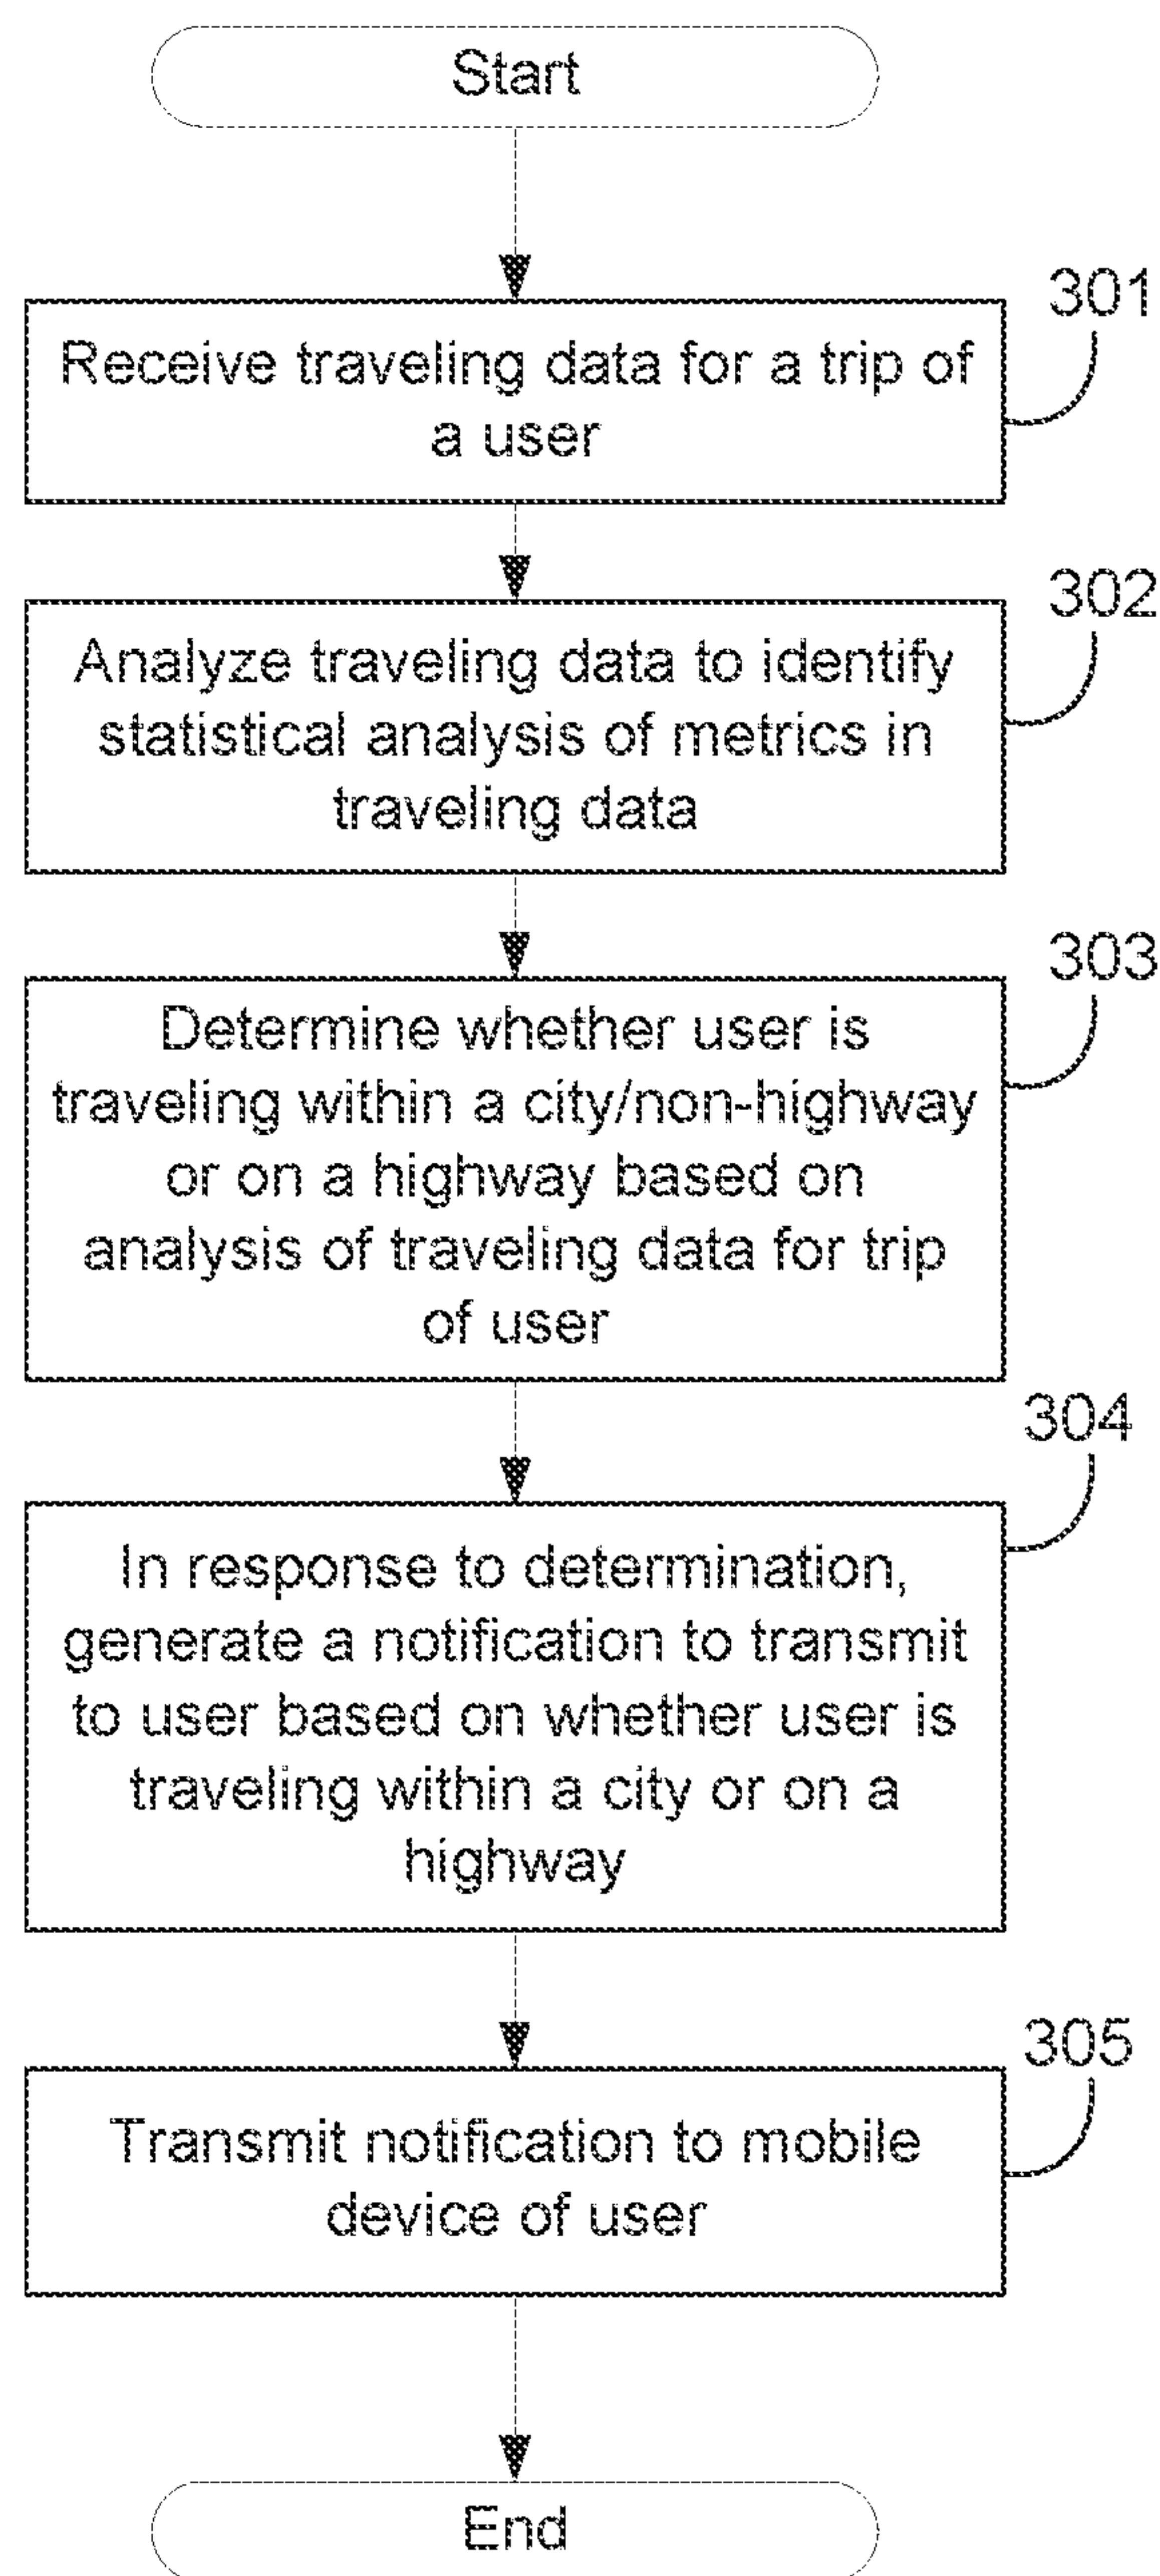 Start
301
Receive traveling data for a trip of
a user
302
Analyze traveling data to identify
statistical analysis of metrics in
traveling data
303
Determine whether user is
traveling within a city/non-highway
or on a highway based on
analysis of traveling data for trip
of user
304
In response to determination,
generate a notification to transmit
to user based on whether user is
traveling within a city or on a
highway
305
Transmit notification to mobile
device of user
End